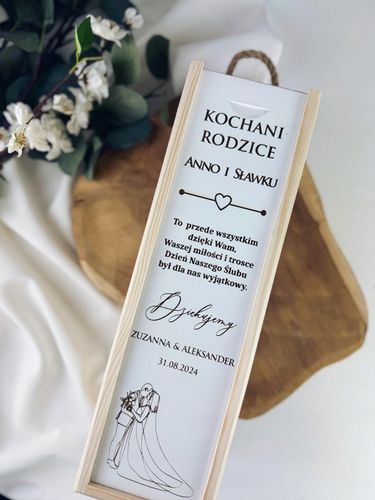 KOCHANI
RODZICE
ANNO I SŁAWKU
To przede wszystkim
dzięki Wam,
Waszej miłości i trosce
Dzień Naszego Ślubu
był dla nas wyjątkowy.
Dziękujemy
ZUZANNA & ALEKSANDER
31.08.2024